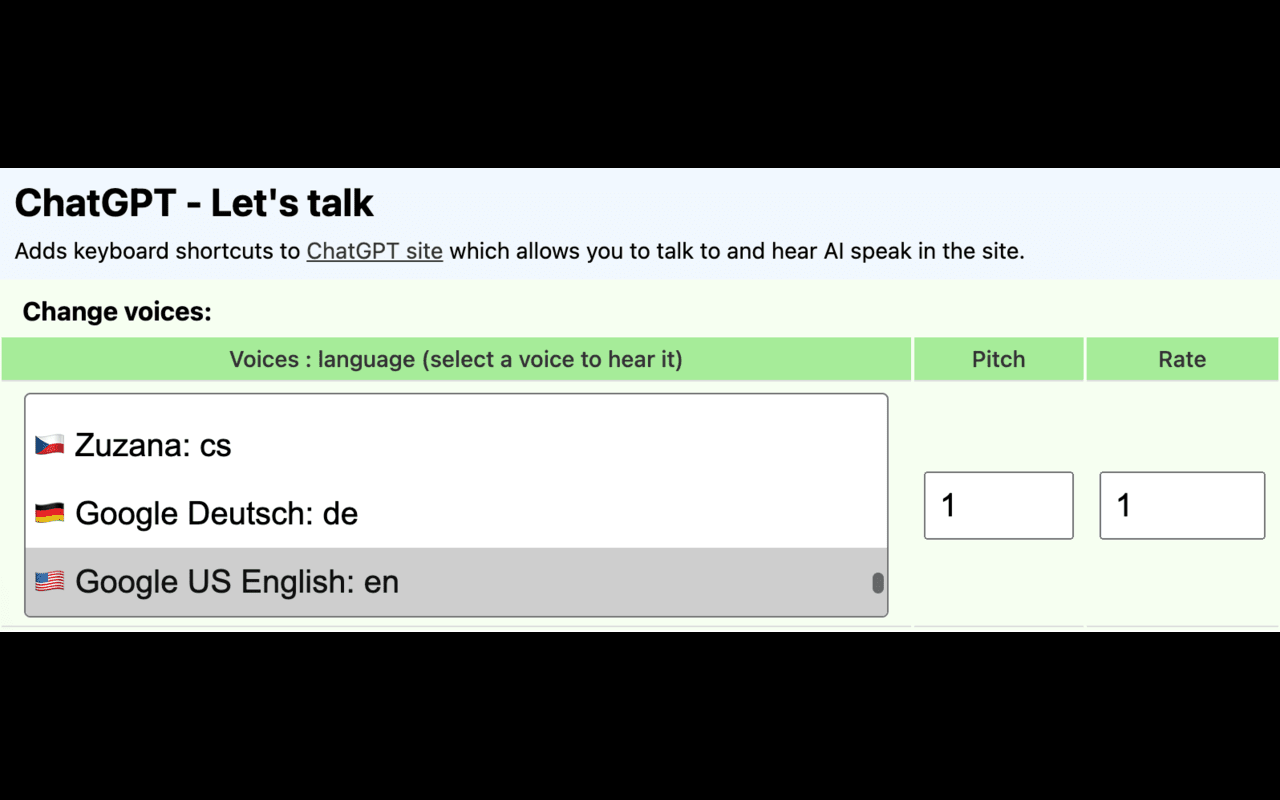 ChatGPT - Let's talk
Adds keyboard shortcuts to ChatGPT site which allows you to talk to and hear AI speak in the site.
Change voices:
Voices : language (select a voice to hear it) Pitch Rate
Zuzana: cs
Google Deutsch: de
1 1
Google US English: en